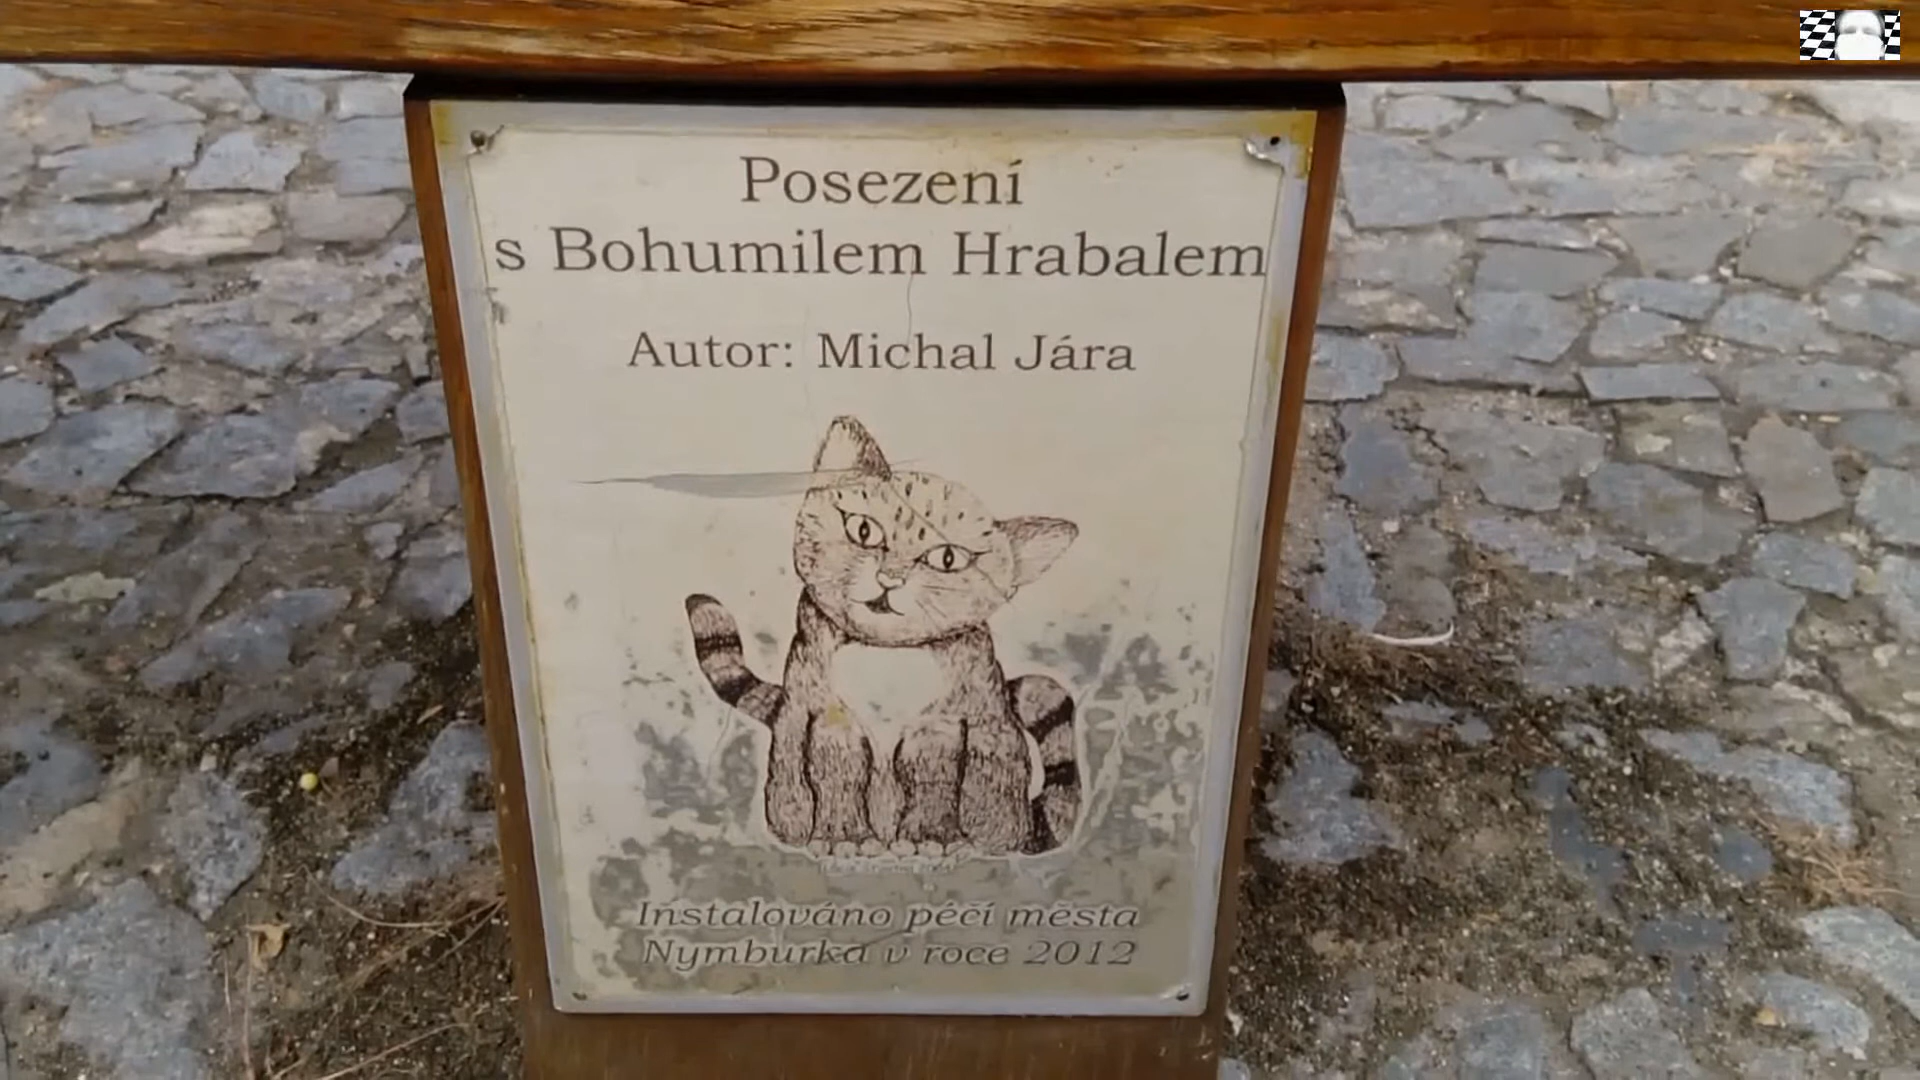 Posezení
s Bohumilem Hrabalem
Autor: Michal Jára
Instalováno péčí města
Nymburka v roce 2012